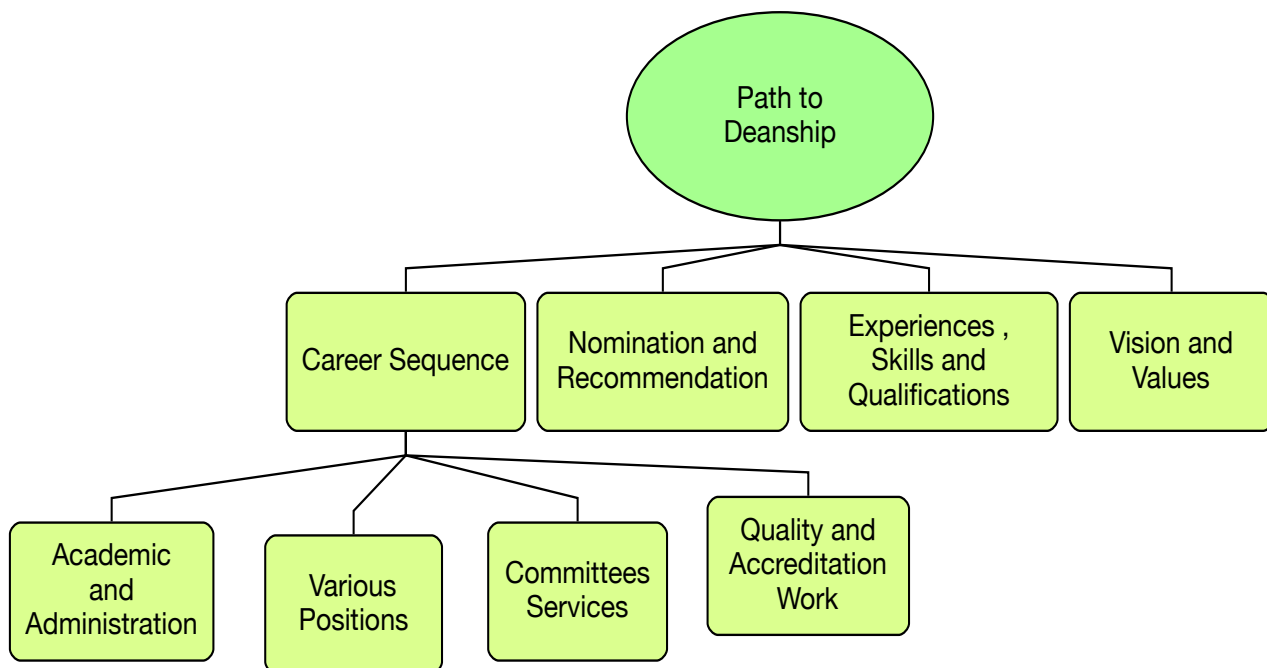 Path to
Deanship
Career Sequence
Nomination and
Recommendation
Experiences ,
Skills and
Qualifications
Vision and
Values
Academic
and
Administration
Various
Positions
Committees
Services
Quality and
Accreditation
Work